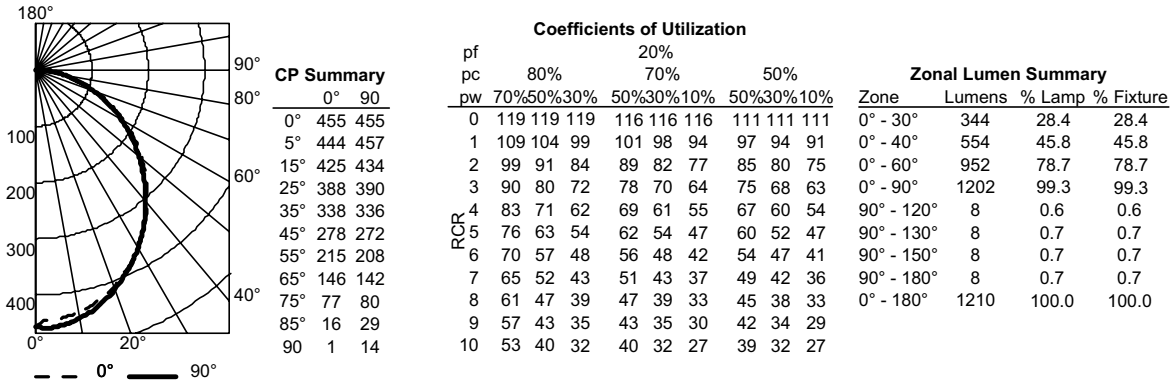 180°
90°
80°
60°
40°
100
200
300
400
0° 20°
0° 90°
CP Summary
0° 90
0° 455 455
5° 444 457
15° 425 434
25° 388 390
35° 338 336
45° 278 272
55° 215 208
65° 146 142
75° 77 80
85° 16 29
90 1 14
Coefficients of Utilization
pf 20%
pc 80% 70% 50%
pw 70%50%30% 50%30%10% 50%30%10%
RCR
0 119 119 119 116 116 116 111 111 111
1 109 104 99 101 98 94 97 94 91
2 99 91 84 89 82 77 85 80 75
3 90 80 72 78 70 64 75 68 63
4 83 71 62 69 61 55 67 60 54
5 76 63 54 62 54 47 60 52 47
6 70 57 48 56 48 42 54 47 41
7 65 52 43 51 43 37 49 42 36
8 61 47 39 47 39 33 45 38 33
9 57 43 35 43 35 30 42 34 29
10 53 40 32 40 32 27 39 32 27
Zonal Lumen Summary
Zone Lumens % Lamp % Fixture
0° - 30° 344 28.4 28.4
0° - 40° 554 45.8 45.8
0° - 60° 952 78.7 78.7
0° - 90° 1202 99.3 99.3
90° - 120° 8 0.6 0.6
90° - 130° 8 0.7 0.7
90° - 150° 8 0.7 0.7
90° - 180° 8 0.7 0.7
0° - 180° 1210 100.0 100.0